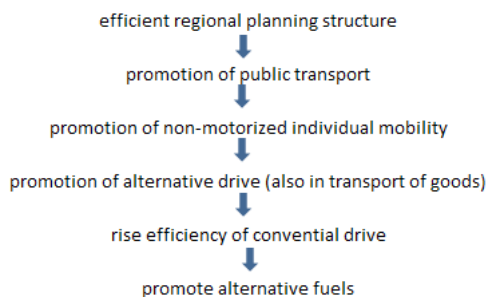 efficient regional planning structure
promotion of public transport
promotion of non-motorized individual mobility
promotion of alternative drive (also in transport of goods)
rise efficiency of convential drive
promote alternative fuels